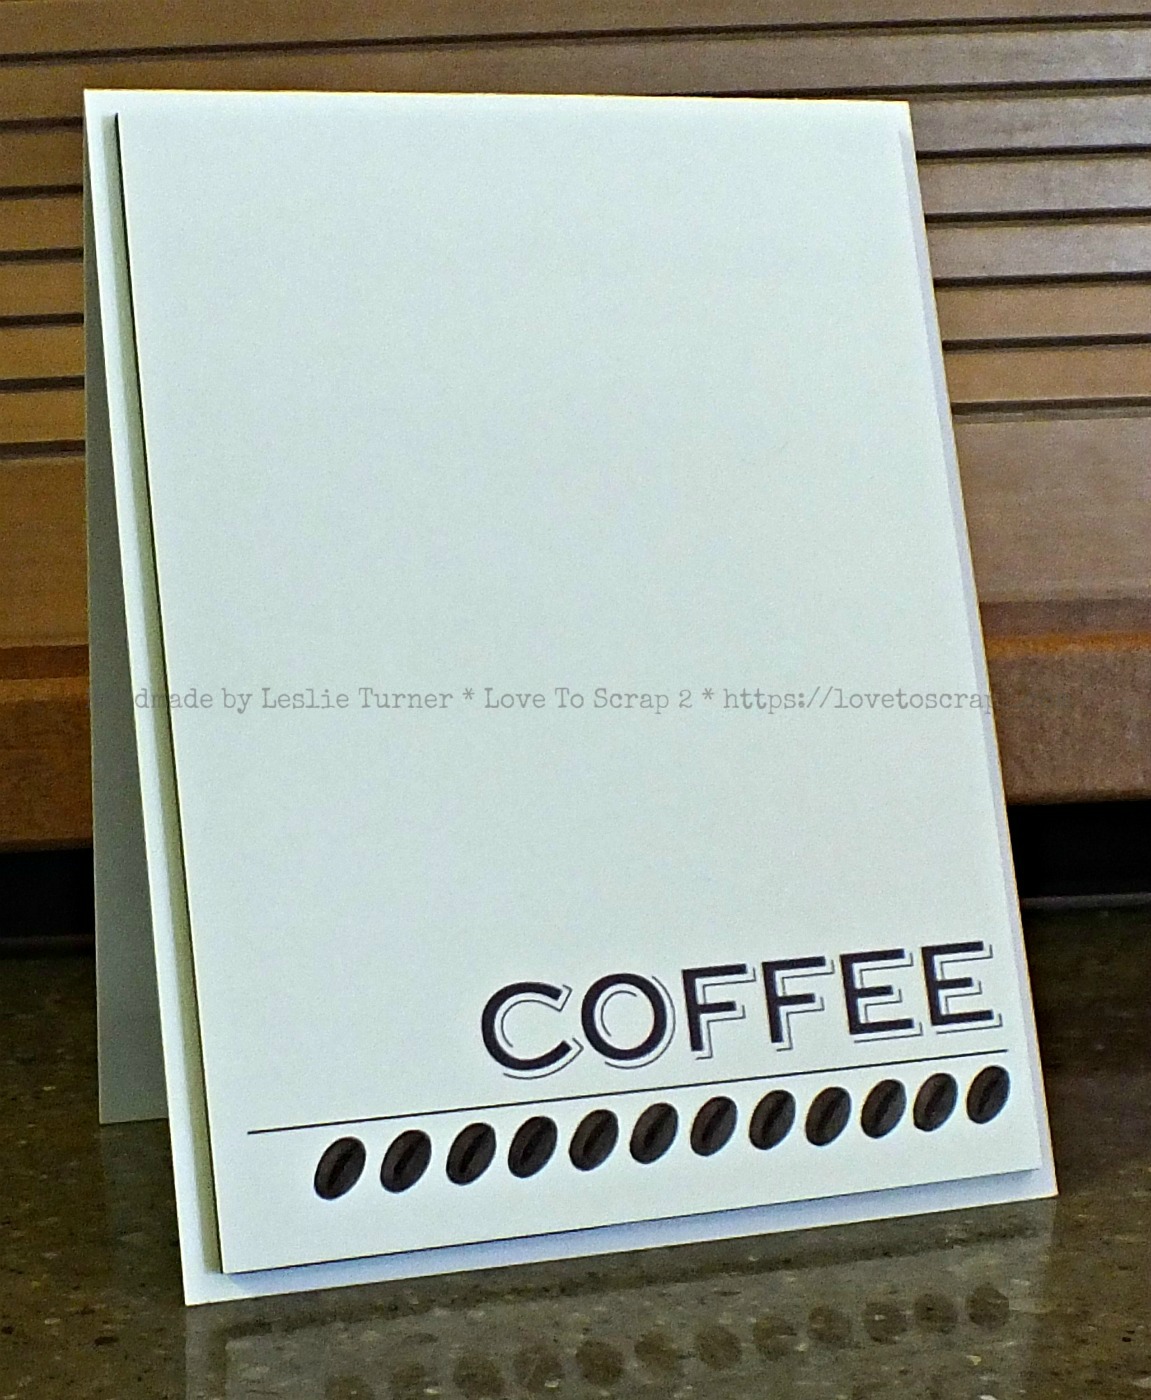 dmade by Leslie Turner * Love To Scrap 2 * https://lovetoscrap
COFFEE